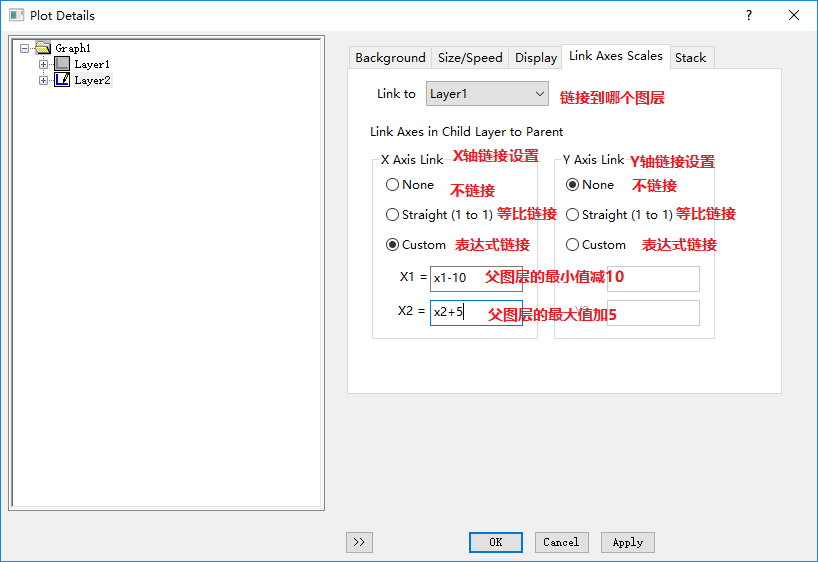 Plot Details
?
Graph1
Layer1
Layer2
Background
Size/Speed
Display
Link Axes Scales
Stack
Link to
Layer1
链接到哪个图层
Link Axes in Child Layer to Parent
X Axis Link
X轴链接设置
None
不链接
Straight (1 to 1)
等比链接
Custom
表达式链接
X1 =
x1-10
父图层的最小值减10
X2 =
x2+5
父图层的最大值加5
Y Axis Link
Y轴链接设置
None
不链接
Straight (1 to 1)
等比链接
Custom
表达式链接
>>
OK
Cancel
Apply